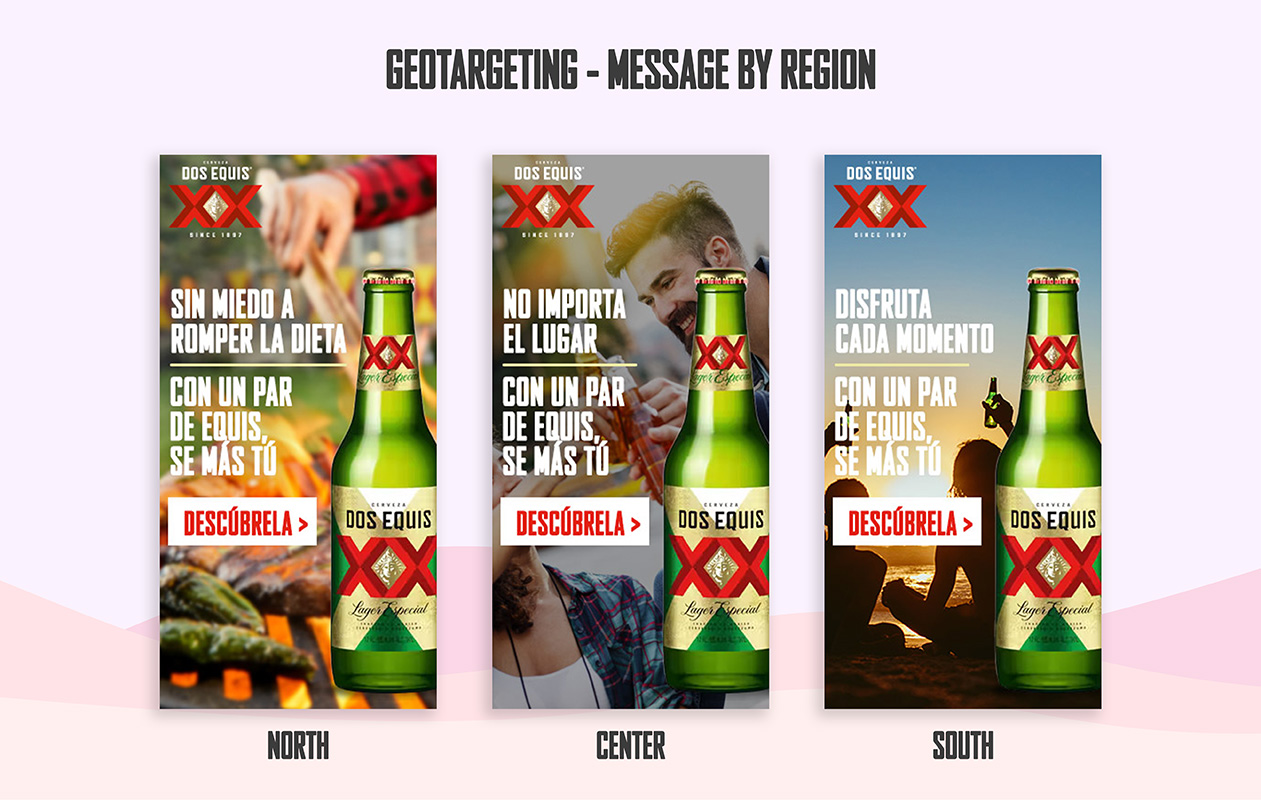 GEOTARGETING - MESSAGE BY REGION
CERVEZA
DOS EQUIS
XX
SINCE 1897
SIN MIEDO A
ROMPER LA DIETA
CON UN PAR
DE EQUIS,
SE MÁS TÚ
DESCÚBRELA >
XX
Lager Especial
CERVEZA
DOS EQUIS
XX
Lager Especial
NORTH
CERVEZA
DOS EQUIS
XX
SINCE 1897
NO IMPORTA
EL LUGAR
CON UN PAR
DE EQUIS,
SE MÁS TÚ
DESCÚBRELA >
XX
Lager Especial
CERVEZA
DOS EQUIS
XX
Lager Especial
CENTER
CERVEZA
DOS EQUIS
XX
SINCE 1897
DISFRUTA
CADA MOMENTO
CON UN PAR
DE EQUIS,
SE MÁS TÚ
DESCÚBRELA >
XX
Lager Especial
CERVEZA
DOS EQUIS
XX
Lager Especial
SOUTH